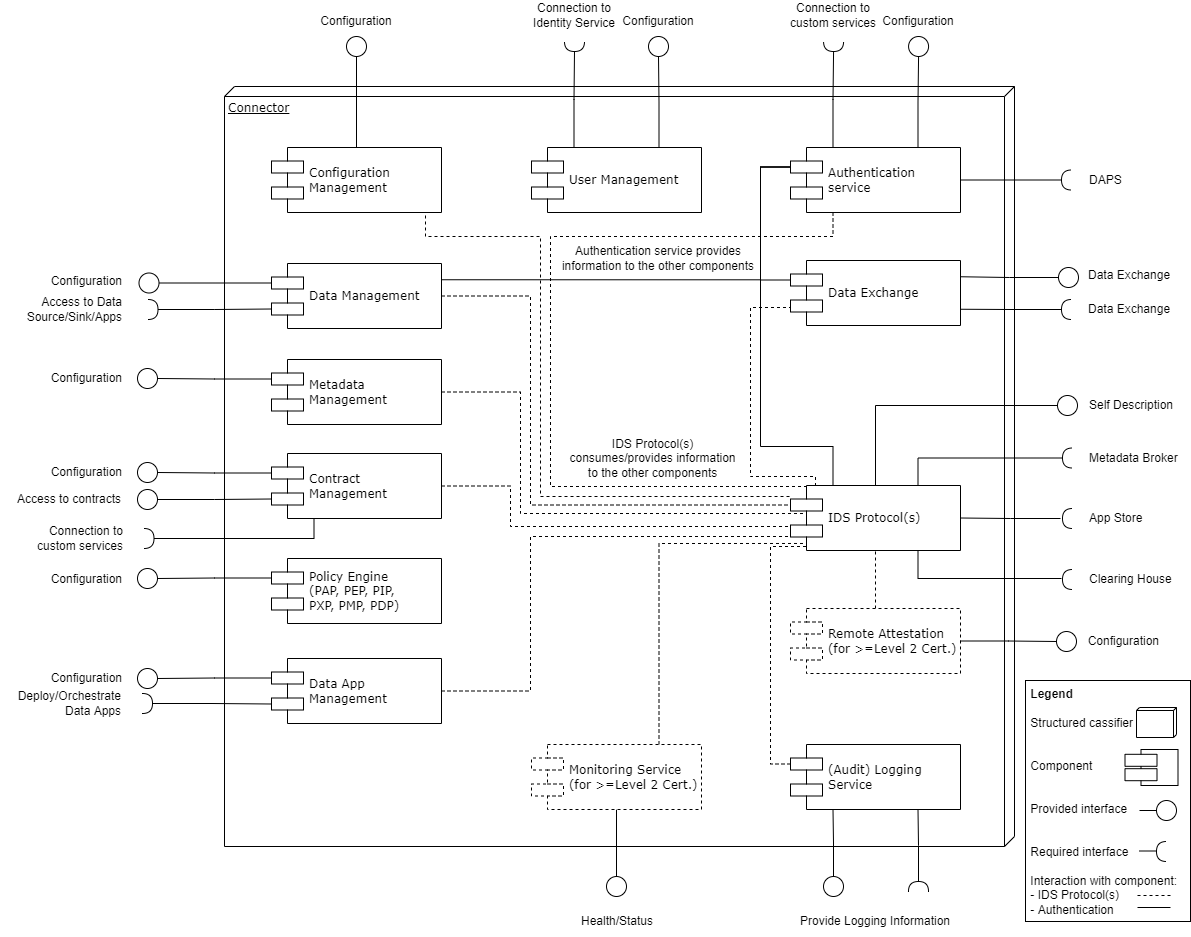 Configuration
Connection to
Identity Service
Configuration
Connection to
custom services
Configuration
Connector
Configuration
Management
User Management
Authentication
service
DAPS
Authentication service provides
information to the other components
Configuration
Access to Data
Source/Sink/Apps
Data Management
Data Exchange
Data Exchange
Data Exchange
Configuration
Metadata
Management
Self Description
IDS Protocol(s)
consumes/provides information
to the other components
Metadata Broker
Configuration
Access to contracts
Connection to
custom services
Contract
Management
IDS Protocol(s)
App Store
Clearing House
Configuration
Policy Engine
(PAP, PEP, PIP,
PXP, PMP, PDP)
Remote Attestation
(for >=Level 2 Cert.)
Configuration
Configuration
Deploy/Orchestrate
Data Apps
Data App
Management
Monitoring Service
(for >=Level 2 Cert.)
(Audit) Logging
Service
Health/Status
Provide Logging Information
Legend
Structured cassifier
Component
Provided interface
Required interface
Interaction with component:
- IDS Protocol(s)
- Authentication